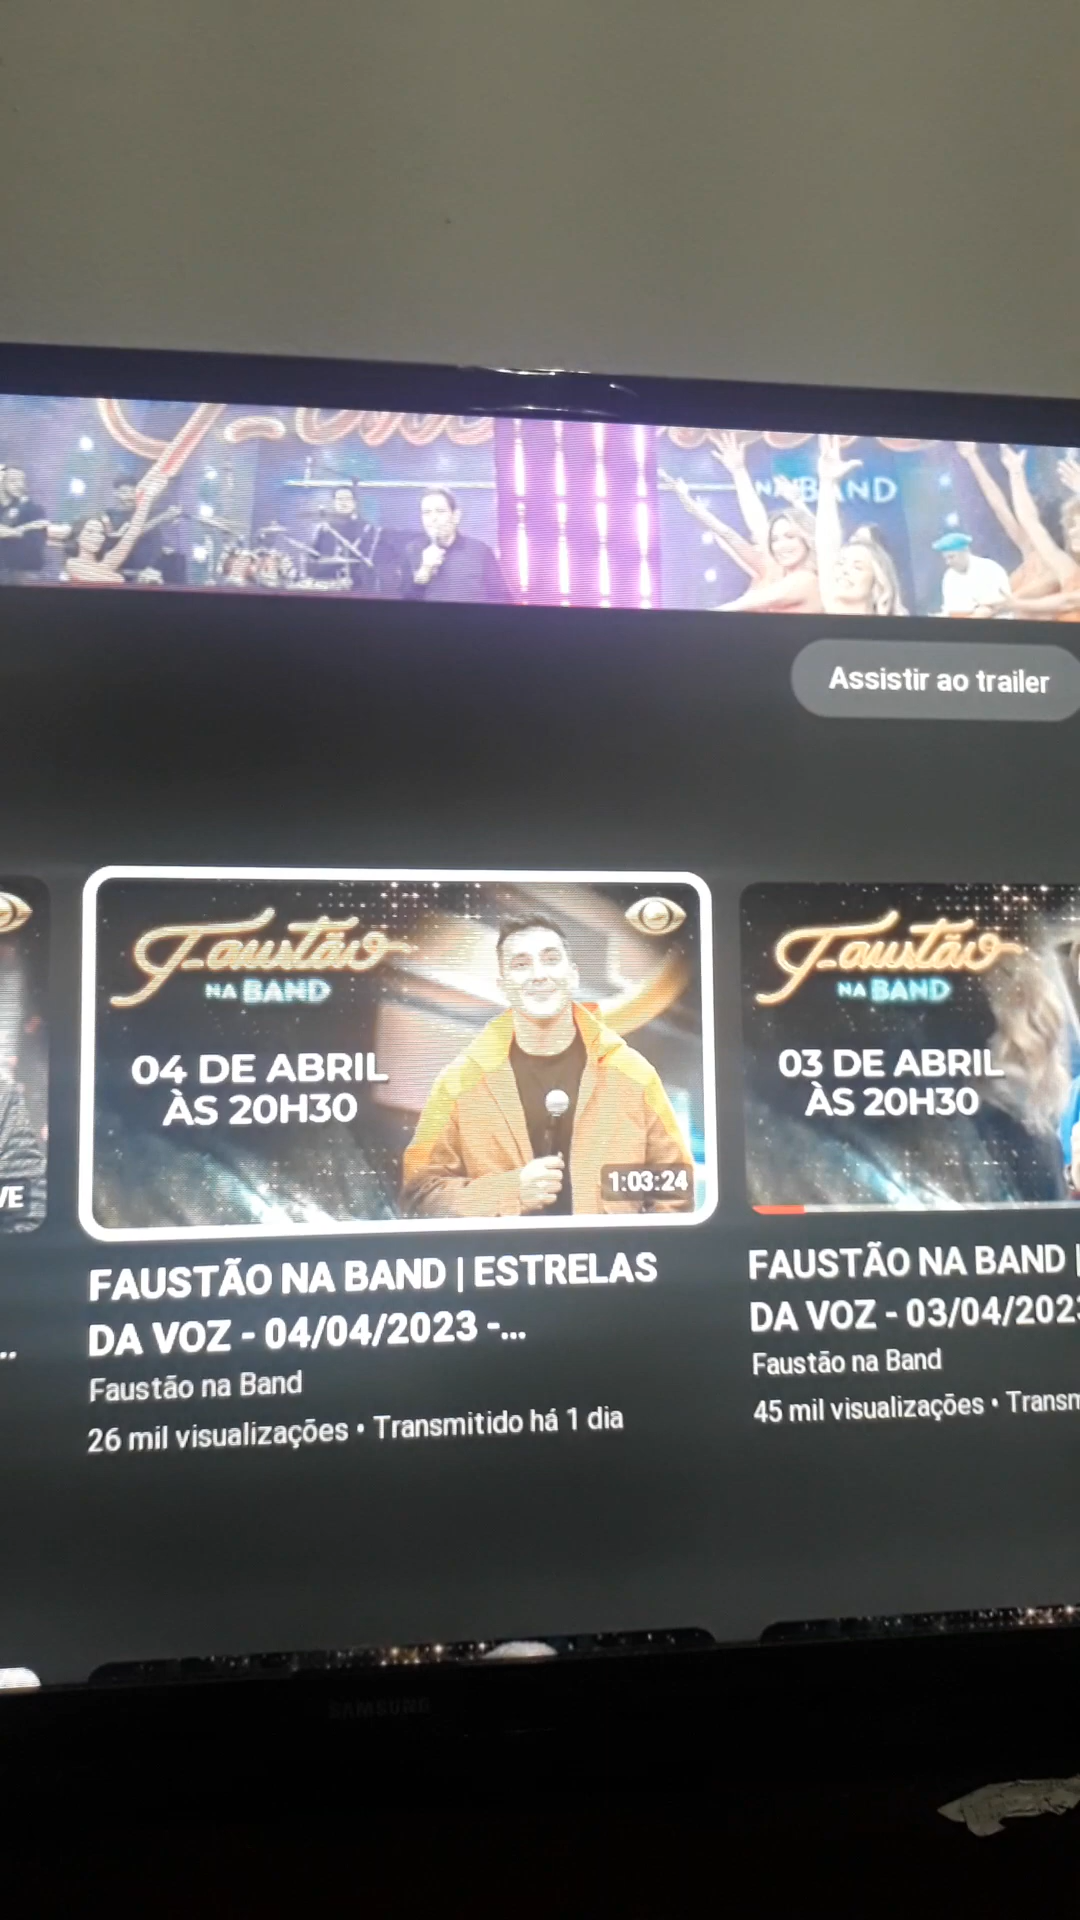 NA BAND
Assistir ao trailer
Faustão
NA BAND
04 DE ABRIL
ÀS 20H30
1:03:24
FAUSTÃO NA BAND | ESTRELAS
DA VOZ - 04/04/2023 -...
Faustão na Band
26 mil visualizações • Transmitido há 1 dia
Faustão
NA BAND
03 DE ABRIL
ÀS 20H30
FAUSTÃO NA BAND |
DA VOZ - 03/04/2023
Faustão na Band
45 mil visualizações • Transm
SAMSUNG